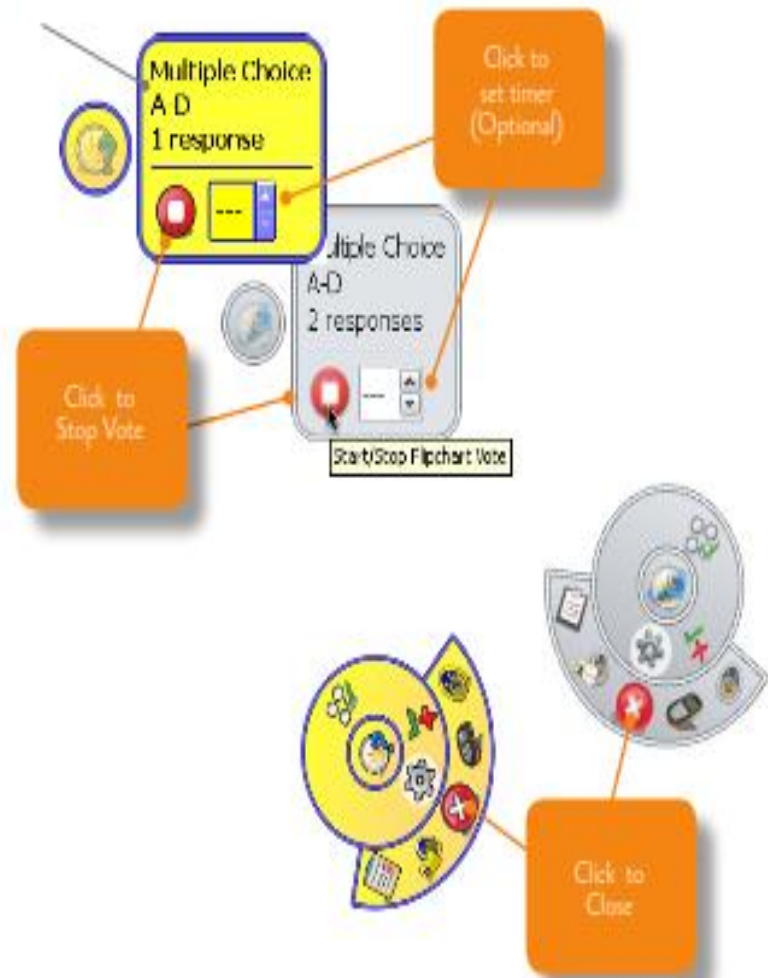 Multiple Choice
A-D
1 response
---
Click to
set timer
(Optional)
ultiple Choice
A-D
2 responses
---
Click to
Stop Vote
Start/Stop Flipchart Vote
Click to
Close